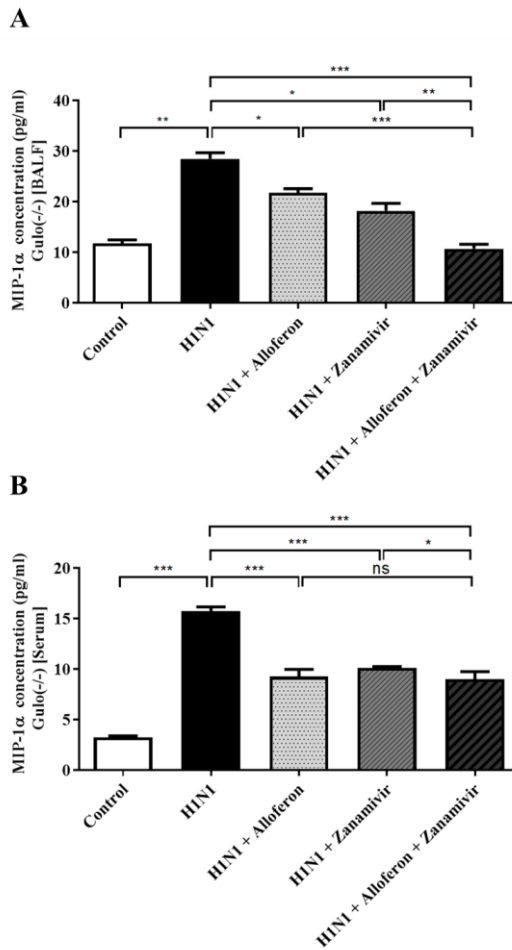 A
***
*
**
**
*
***
MIP-1α concentration (pg/ml)
Gulo(-/-) [BALF]
40
30
20
10
0
Control
H1N1
H1N1 + Alloferon
H1N1 + Zanamivir
H1N1 + Alloferon + Zanamivir
B
***
***
*
***
***
ns
MIP-1α concentration (pg/ml)
Gulo(-/-) [Serum]
20
15
10
5
0
Control
H1N1
H1N1 + Alloferon
H1N1 + Zanamivir
H1N1 + Alloferon + Zanamivir